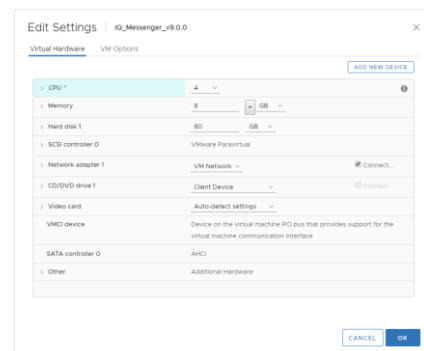 Edit Settings IQ_Messenger_v9.0.0 ×
Virtual Hardware VM Options
ADD NEW DEVICE
> CPU * 4
> Memory 8 GB
> Hard disk 1 80 GB
> SCSI controller 0 VMware Paravirtual
> Network adapter 1 VM Network Connect...
> CD/DVD drive 1 Client Device Connect...
> Video card Auto-detect settings
VMCI device Device on the virtual machine PCI bus that provides support for the
virtual machine communication interface
SATA controller 0 AHCI
> Other Additional Hardware
CANCEL OK